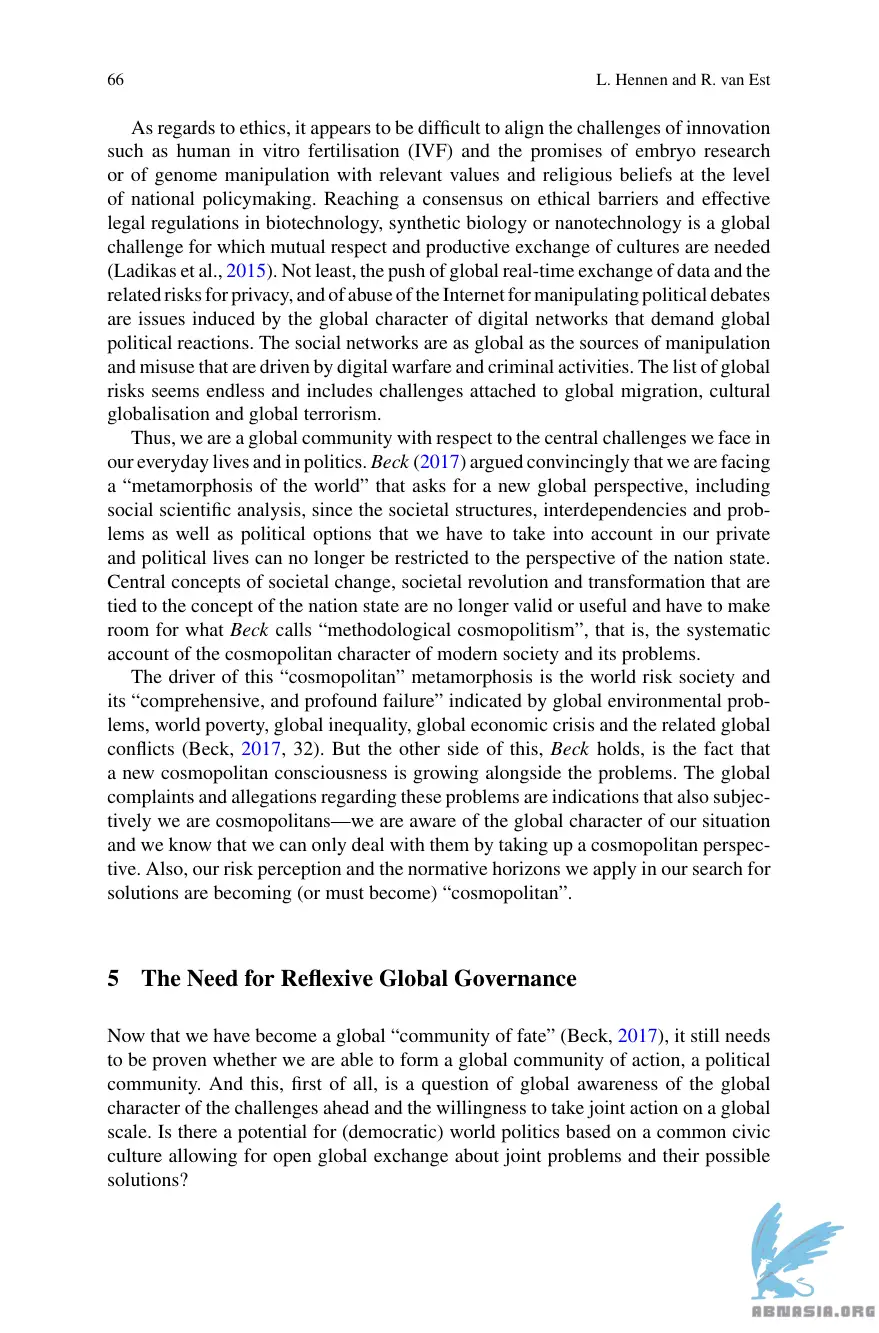 66 L. Hennen and R. van Est
As regards to ethics, it appears to be difficult to align the challenges of innovation
such as human in vitro fertilisation (IVF) and the promises of embryo research
or of genome manipulation with relevant values and religious beliefs at the level
of national policymaking. Reaching a consensus on ethical barriers and effective
legal regulations in biotechnology, synthetic biology or nanotechnology is a global
challenge for which mutual respect and productive exchange of cultures are needed
(Ladikas et al., 2015). Not least, the push of global real-time exchange of data and the
related risks for privacy, and of abuse of the Internet for manipulating political debates
are issues induced by the global character of digital networks that demand global
political reactions. The social networks are as global as the sources of manipulation
and misuse that are driven by digital warfare and criminal activities. The list of global
risks seems endless and includes challenges attached to global migration, cultural
globalisation and global terrorism.
Thus, we are a global community with respect to the central challenges we face in
our everyday lives and in politics. Beck (2017) argued convincingly that we are facing
a “metamorphosis of the world” that asks for a new global perspective, including
social scientific analysis, since the societal structures, interdependencies and prob-
lems as well as political options that we have to take into account in our private
and political lives can no longer be restricted to the perspective of the nation state.
Central concepts of societal change, societal revolution and transformation that are
tied to the concept of the nation state are no longer valid or useful and have to make
room for what Beck calls “methodological cosmopolitism”, that is, the systematic
account of the cosmopolitan character of modern society and its problems.
The driver of this “cosmopolitan” metamorphosis is the world risk society and
its “comprehensive, and profound failure” indicated by global environmental prob-
lems, world poverty, global inequality, global economic crisis and the related global
conflicts (Beck, 2017, 32). But the other side of this, Beck holds, is the fact that
a new cosmopolitan consciousness is growing alongside the problems. The global
complaints and allegations regarding these problems are indications that also subjec-
tively we are cosmopolitans—we are aware of the global character of our situation
and we know that we can only deal with them by taking up a cosmopolitan perspec-
tive. Also, our risk perception and the normative horizons we apply in our search for
solutions are becoming (or must become) “cosmopolitan”.
5 The Need for Reflexive Global Governance
Now that we have become a global “community of fate” (Beck, 2017), it still needs
to be proven whether we are able to form a global community of action, a political
community. And this, first of all, is a question of global awareness of the global
character of the challenges ahead and the willingness to take joint action on a global
scale. Is there a potential for (democratic) world politics based on a common civic
culture allowing for open global exchange about joint problems and their possible
solutions?
ABNASIA.ORG